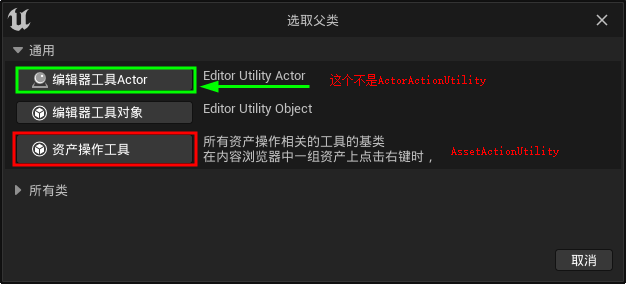 选取父类
通用
编辑器工具Actor
Editor Utility Actor
这个不是ActorActionUtility
编辑器工具对象
Editor Utility Object
资产操作工具
所有资产操作相关的工具的基类
在内容浏览器中一组资产上点击右键时，
AssetActionUtility
所有类
取消